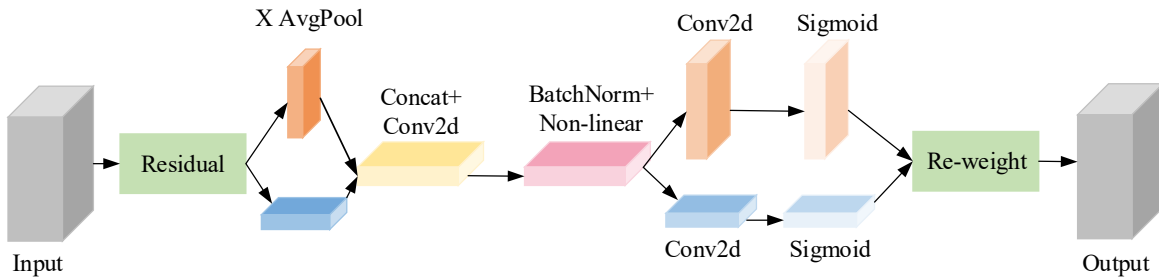 X AvgPool
Conv2d
Sigmoid
Concat+
Conv2d
BatchNorm+
Non-linear
Residual
Re-weight
Input
Conv2d
Sigmoid
Output